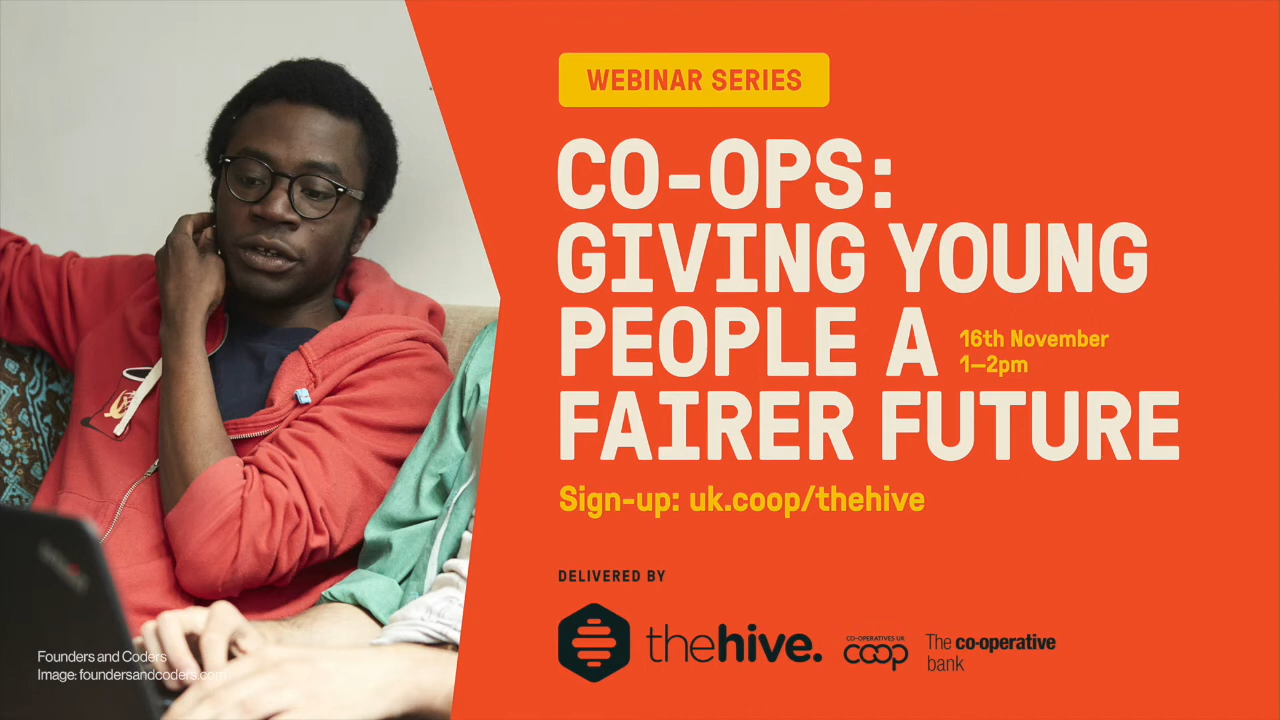 WEBINAR SERIES
CO-OPS:
GIVING YOUNG
PEOPLE A
FAIRER FUTURE
16th November
1–2pm
Sign-up: uk.coop/thehive
DELIVERED BY
thehive.
CO-OPERATIVES UK
coop
The co-operative
bank
Founders and Coders
Image: foundersandcoders.com